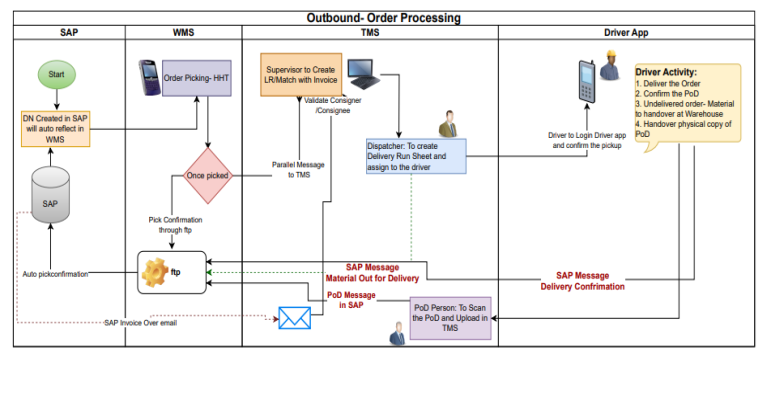 Outbound- Order Processing
SAP
WMS
TMS
Driver App
Start
DN Created in SAP
will auto reflect in
WMS
SAP
Auto pickconfirmation
SAP Invoice Over email
Order Picking- HHT
Once picked
Pick Confirmation
through ftp
ftp
Supervisor to Create
LR/Match with Invoice
Validate Consigner
/Consignee
Parallel Message
to TMS
Dispatcher: To create
Delivery Run Sheet and
assign to the driver
SAP Message
Material Out for Delivery
PoD Message
in SAP
PoD Person: To Scan
the PoD and Upload in
TMS
Driver to Login Driver app
and confirm the pickup
Driver Activity:
1. Deliver the Order
2. Confirm the PoD
3. Undelivered order- Material
to handover at Warehouse
4. Handover physical copy of
PoD
SAP Message
Delivery Confrimation